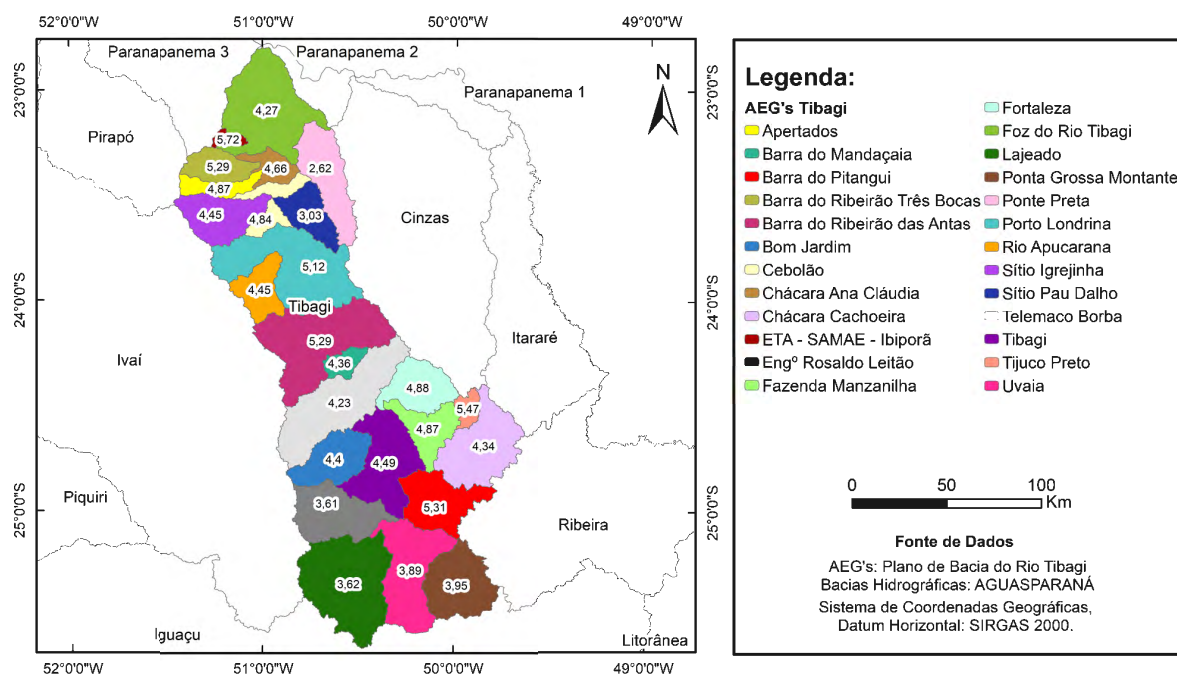 52°0'0"W
51°0'0"W
50°0'0"W
49°0'0"W
Paranapanema 3
Paranapanema 2
Paranapanema 1
N
23°0'0"S
23°0'0"S
Pirapó
4,27
5,72
5,29
4,66
2,62
4,87
4,45
4,84
3,03
Cinzas
5,12
4,45
24°0'0"S
24°0'0"S
Tibagi
5,29
Itararé
Ivaí
4,36
4,88
4,23
5,47
4,87
4,34
4,4
4,49
Piquiri
3,61
5,31
25°0'0"S
25°0'0"S
Ribeira
3,62
3,89
3,95
Iguaçu
Litorânea
52°0'0"W
51°0'0"W
50°0'0"W
49°0'0"W
Legenda:
AEG's Tibagi
Apertados
Barra do Mandaçaia
Barra do Pitangui
Barra do Ribeirão Três Bocas
Barra do Ribeirão das Antas
Bom Jardim
Cebolão
Chácara Ana Cláudia
Chácara Cachoeira
ETA - SAMAE - Ibiporã
Engº Rosaldo Leitão
Fazenda Manzanilha
Fortaleza
Foz do Rio Tibagi
Lajeado
Ponta Grossa Montante
Ponte Preta
Porto Londrina
Rio Apucarana
Sítio Igrejinha
Sítio Pau Dalho
Telemaco Borba
Tibagi
Tijuco Preto
Uvaia
0 50 100
Km
Fonte de Dados
AEG's: Plano de Bacia do Rio Tibagi
Bacias Hidrográficas: AGUASPARANÁ
Sistema de Coordenadas Geográficas,
Datum Horizontal: SIRGAS 2000.